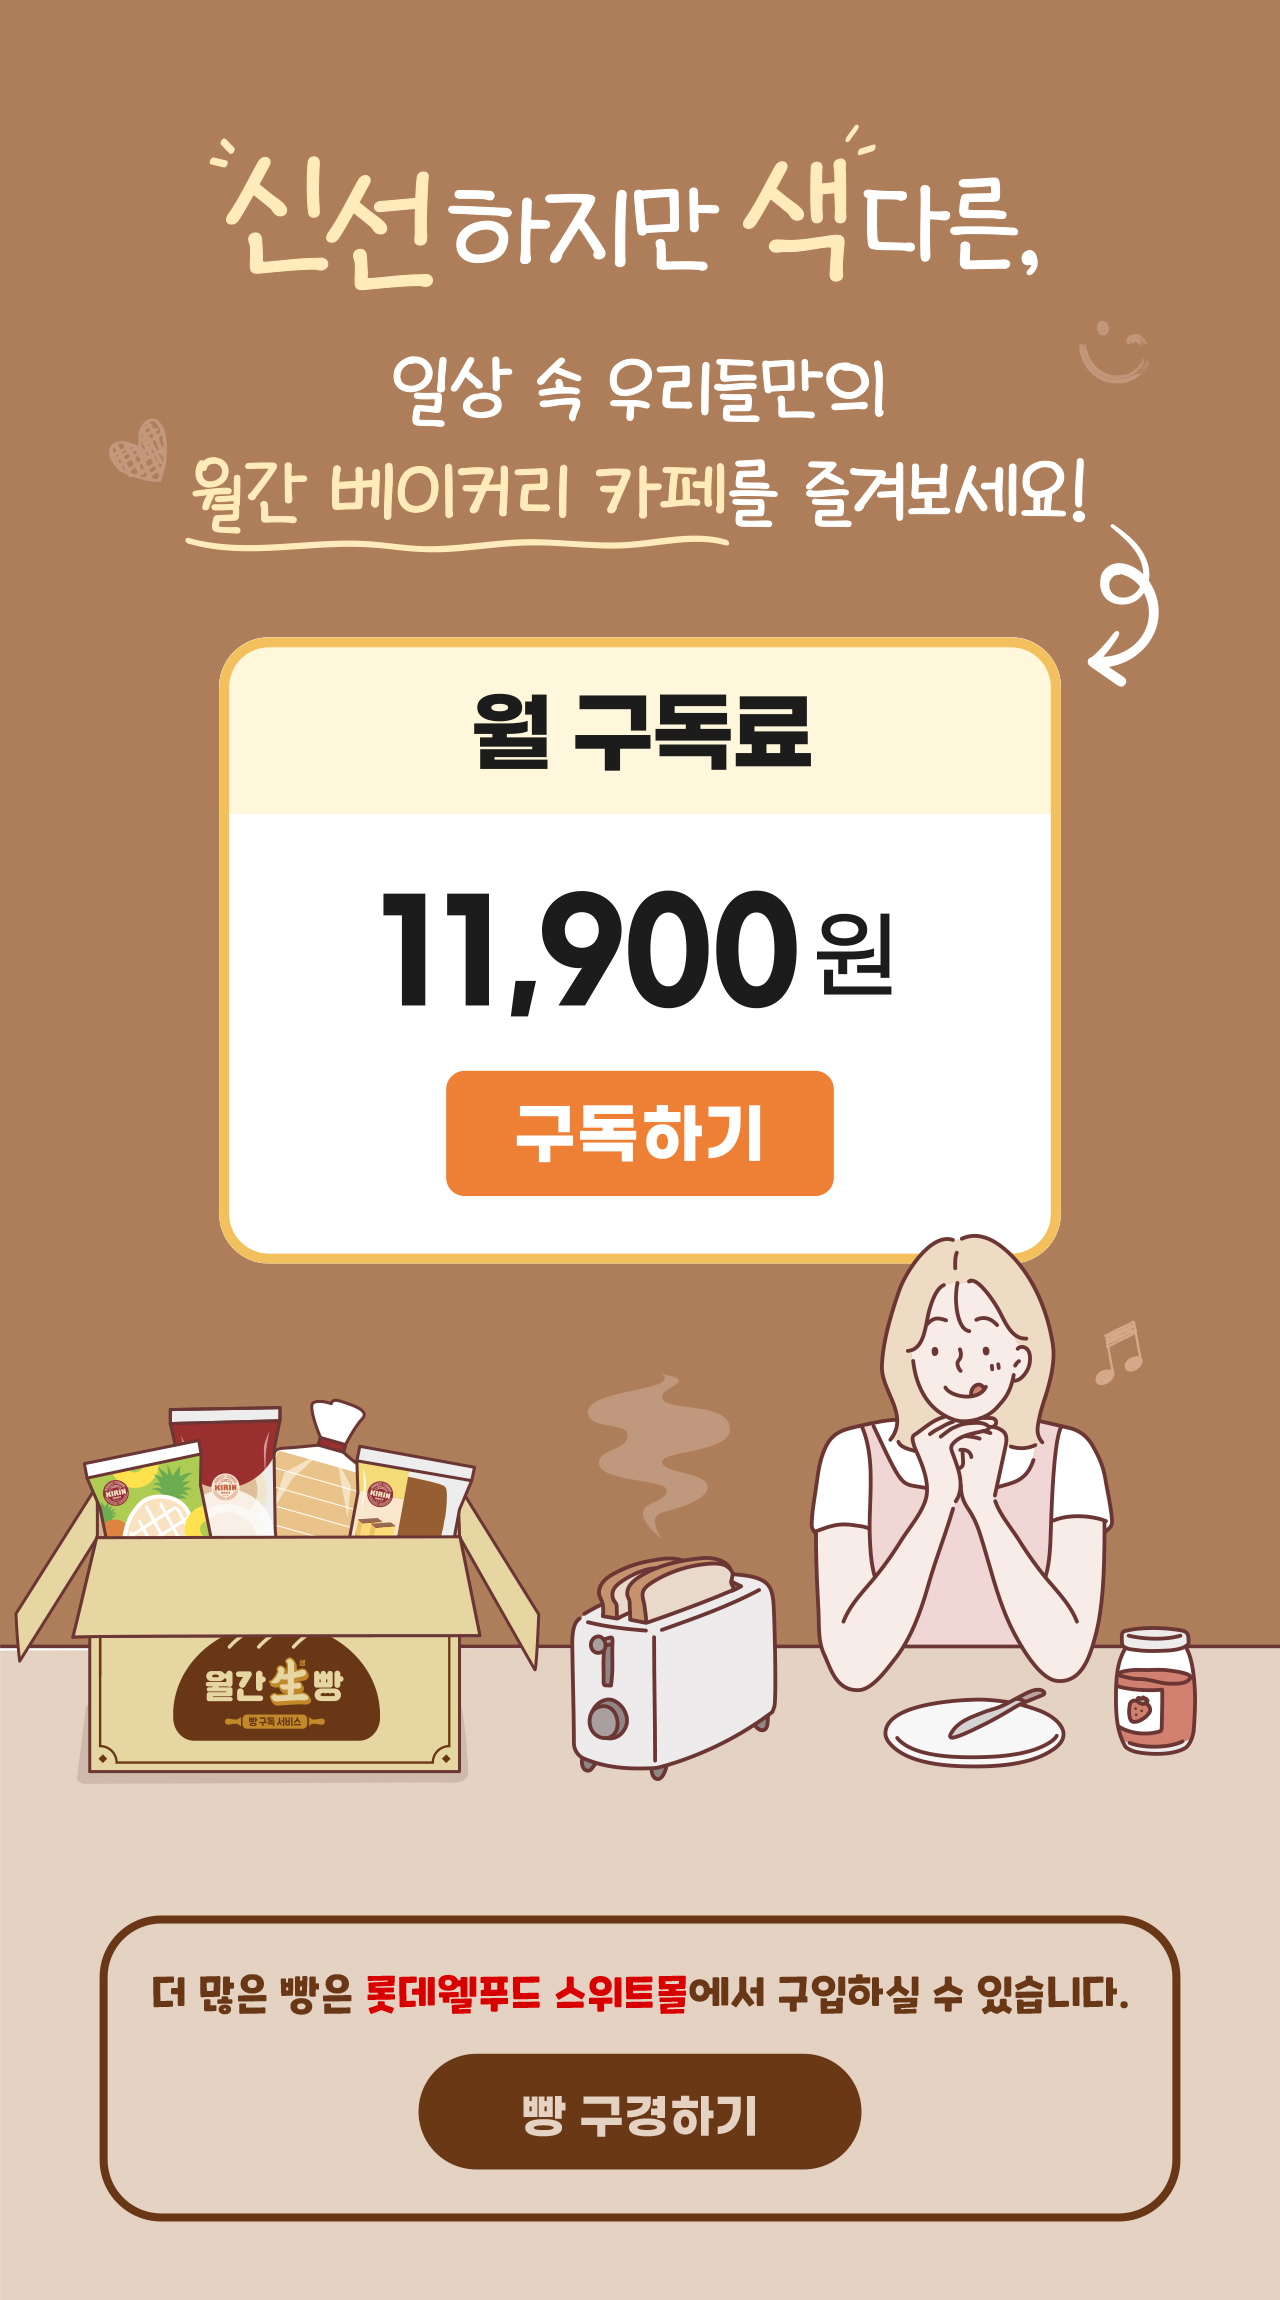 신선하지만 색다른,
일상 속 우리들만의
월간 베이커리 카페를 즐겨보세요!
월 구독료
11,900 원
구독하기
KIRIN
KIRIN
KIRIN
월간 生 빵
빵 구독 서비스
더 많은 빵은 롯데웰푸드 스위트몰에서 구입하실 수 있습니다.
빵 구경하기